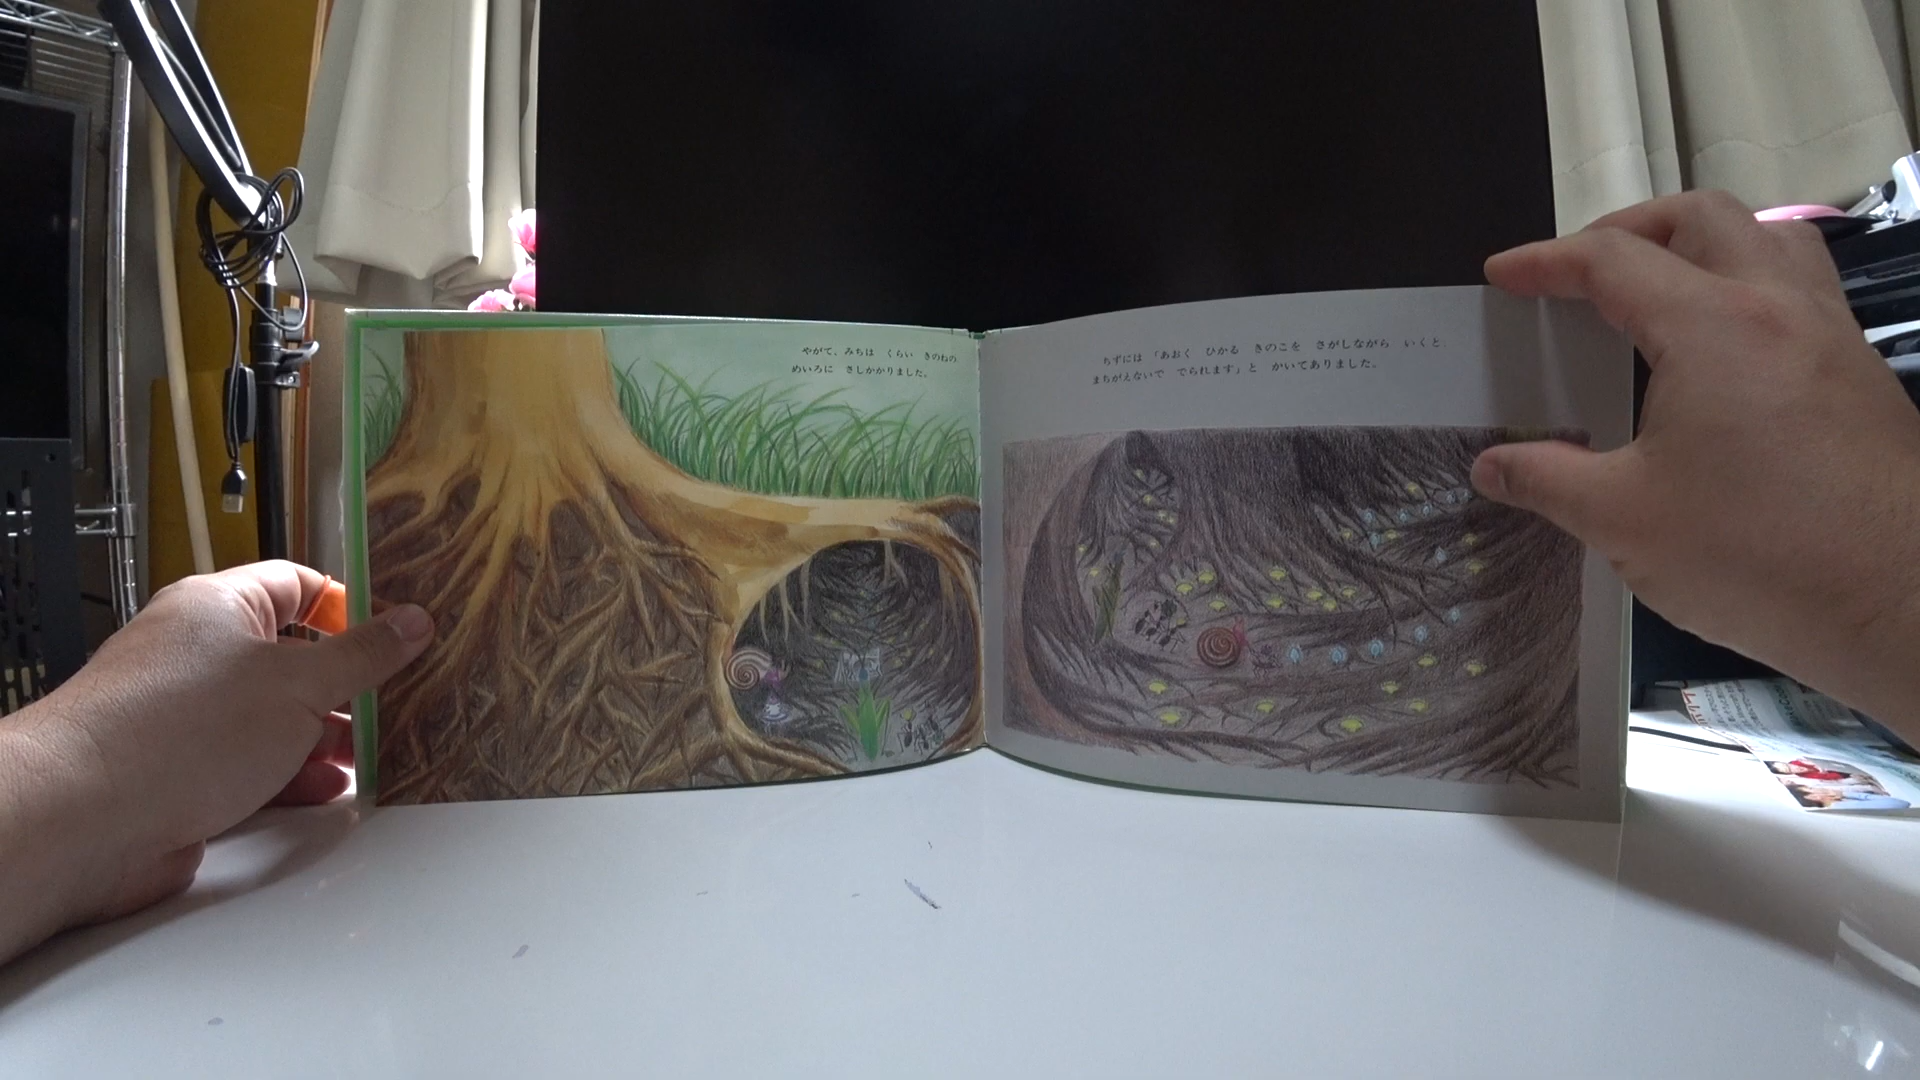 やがて、みちは　くらい　きのねの
めいろに　さしかかりました。
ちずには「あおく　ひかる　きのこを　さがしながら　いくと、
まちがえないで　でられます」と　かいてありました。